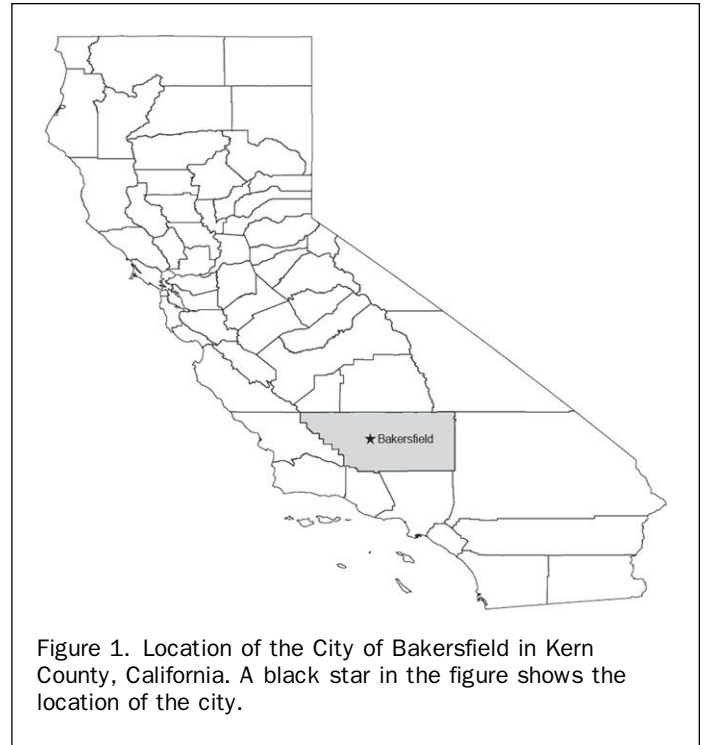 Bakersfield
Figure 1. Location of the City of Bakersfield in Kern
County, California. A black star in the figure shows the
location of the city.